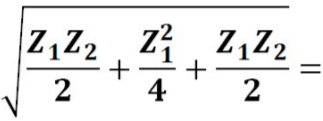 √(Z₁Z₂/2 + Z₁²/4 + Z₁Z₂/2) =